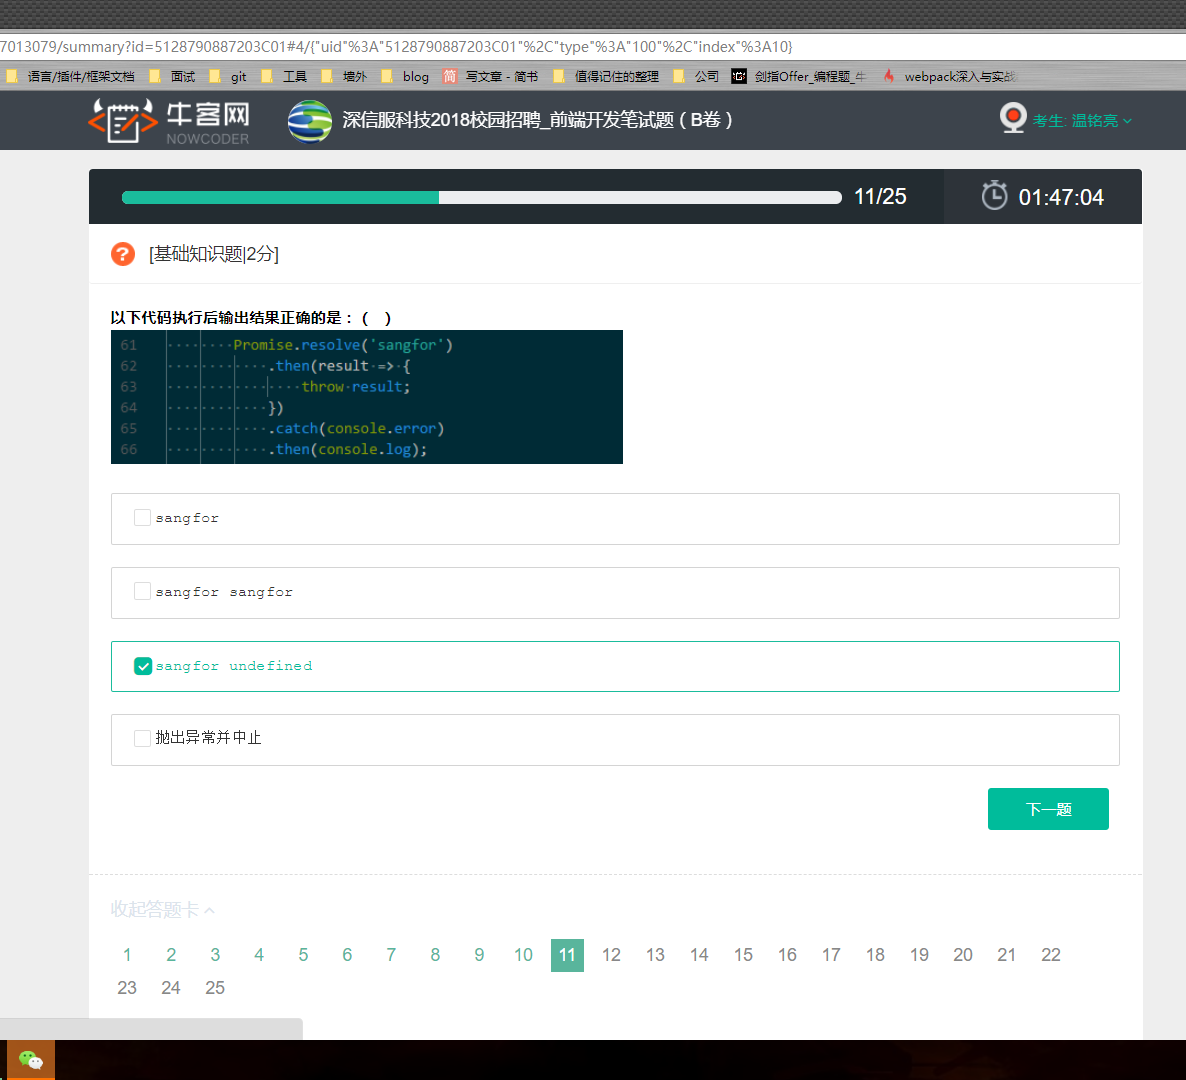 7013079/summary?id=5128790887203C01#4/{"uid"%3A"5128790887203C01"%2C"type"%3A"100"%2C"index"%3A10}
语言/插件/框架文档 面试 git 工具 墙外 blog 简 写文章 - 简书 值得记住的整理 公司 剑指Offer_编程题_牛 webpack深入与实战
牛客网
NOWCODER
深信服科技2018校园招聘_前端开发笔试题（B卷）
考生: 温铭亮
11/25
01:47:04
? [基础知识题|2分]
以下代码执行后输出结果正确的是：（ ）
61 Promise.resolve('sangfor')
62 .then(result => {
63 throw result;
64 })
65 .catch(console.error)
66 .then(console.log);
sangfor
sangfor sangfor
sangfor undefined
抛出异常并中止
下一题
收起答题卡
1 2 3 4 5 6 7 8 9 10 11 12 13 14 15 16 17 18 19 20 21 22
23 24 25